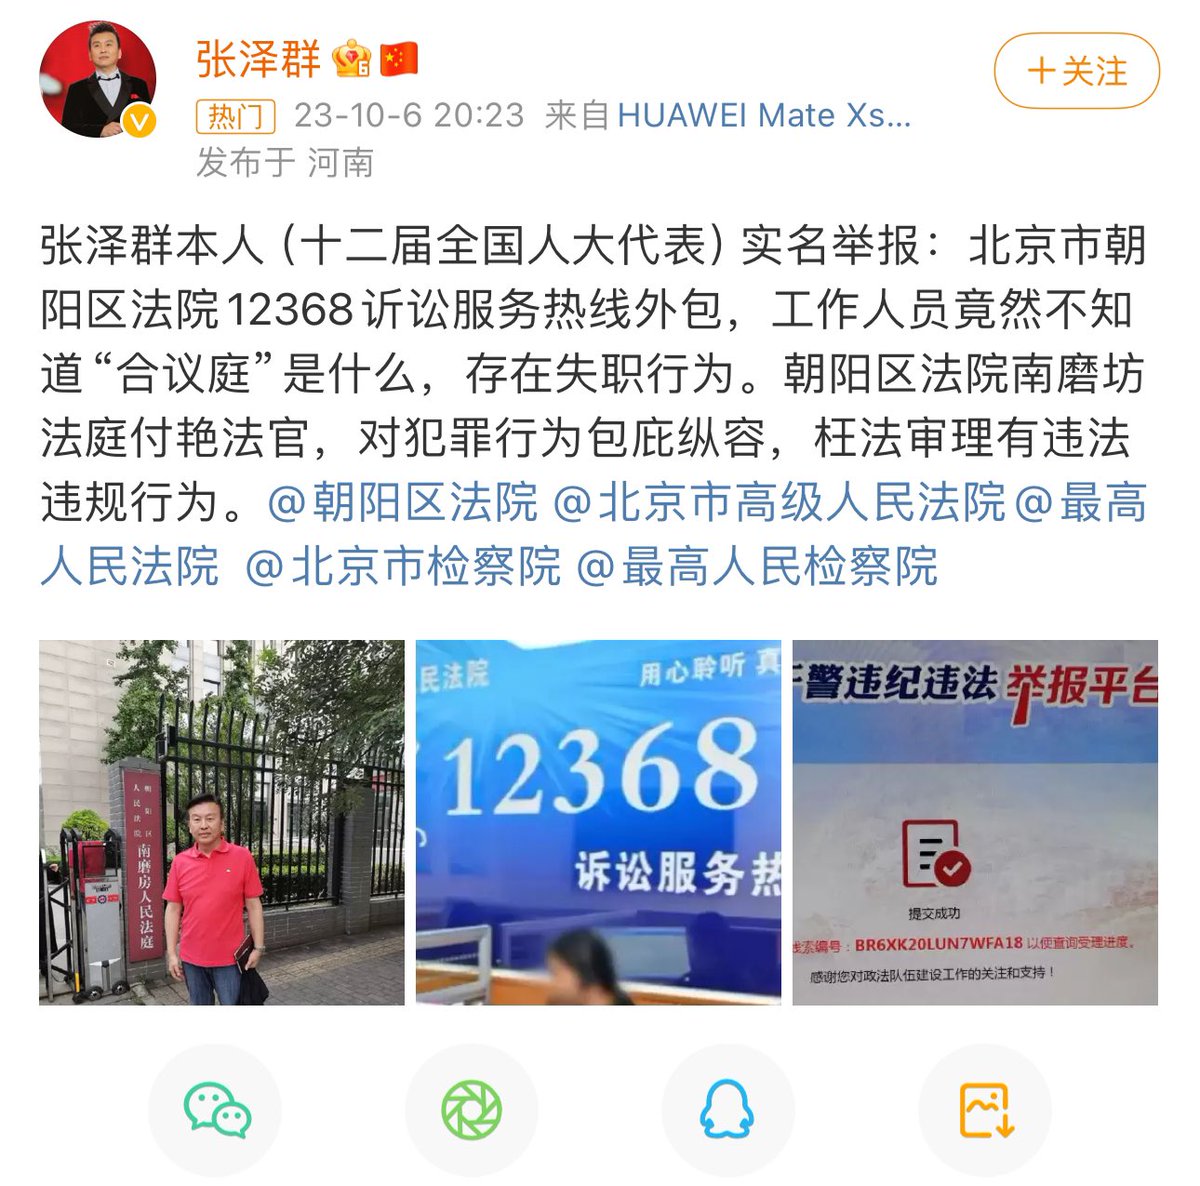 张泽群
+关注
热门 23-10-6 20:23 来自 HUAWEI Mate Xs...
发布于 河南
张泽群本人（十二届全国人大代表）实名举报：北京市朝
阳区法院12368诉讼服务热线外包，工作人员竟然不知
道“合议庭”是什么，存在失职行为。朝阳区法院南磨坊
法庭付艳法官，对犯罪行为包庇纵容，枉法审理有违法
违规行为。@朝阳区法院 @北京市高级人民法院@最高
人民法院 @北京市检察院 @最高人民检察院
朝阳区
人民法院
南磨房人民法庭
民法院
用心聆听 真
12368
诉讼服务热
干警违纪违法举报平台
提交成功
线索编号：BR6XK20LUN7WFA18 以便查询受理进度。
感谢您对政法队伍建设工作的关注和支持！